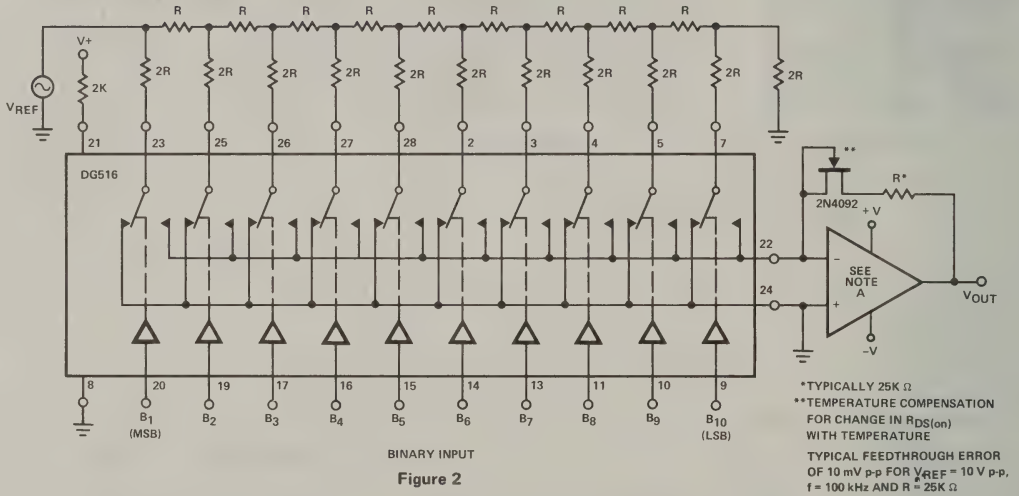 R R R R R R R R R
V+
2K 2R 2R 2R 2R 2R 2R 2R 2R 2R 2R 2R
VREF
21 23 25 26 27 28 2 3 4 5 7
DG516
**
R*
2N4092
+V
22
−
SEE
NOTE
A
24
+
VOUT
−V
8 20 19 17 16 15 14 13 11 10 9
B1 B2 B3 B4 B5 B6 B7 B8 B9 B10
(MSB) (LSB)
BINARY INPUT
Figure 2
*TYPICALLY 25K Ω
**TEMPERATURE COMPENSATION
FOR CHANGE IN RDS(on)
WITH TEMPERATURE
TYPICAL FEEDTHROUGH ERROR
OF 10 mV p-p FOR VREF = 10 V p-p,
f = 100 kHz AND R* = 25K Ω